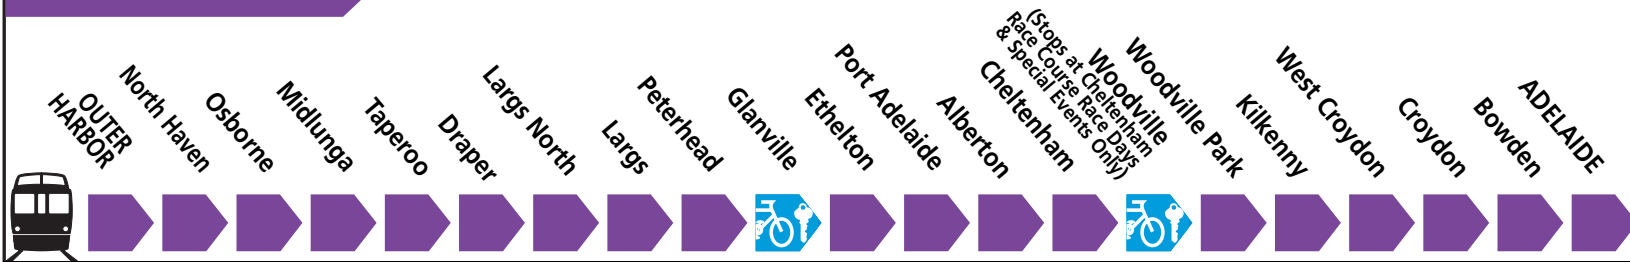 OUTER
HARBOR
North Haven
Osborne
Midlunga
Taperoo
Draper
Largs North
Largs
Peterhead
Glanville
Ethelton
Port Adelaide
Alberton
Cheltenham
(Stops at Cheltenham
Race Course Race Days
& Special Events Only)
Woodville
Woodville Park
Kilkenny
West Croydon
Croydon
Bowden
ADELAIDE